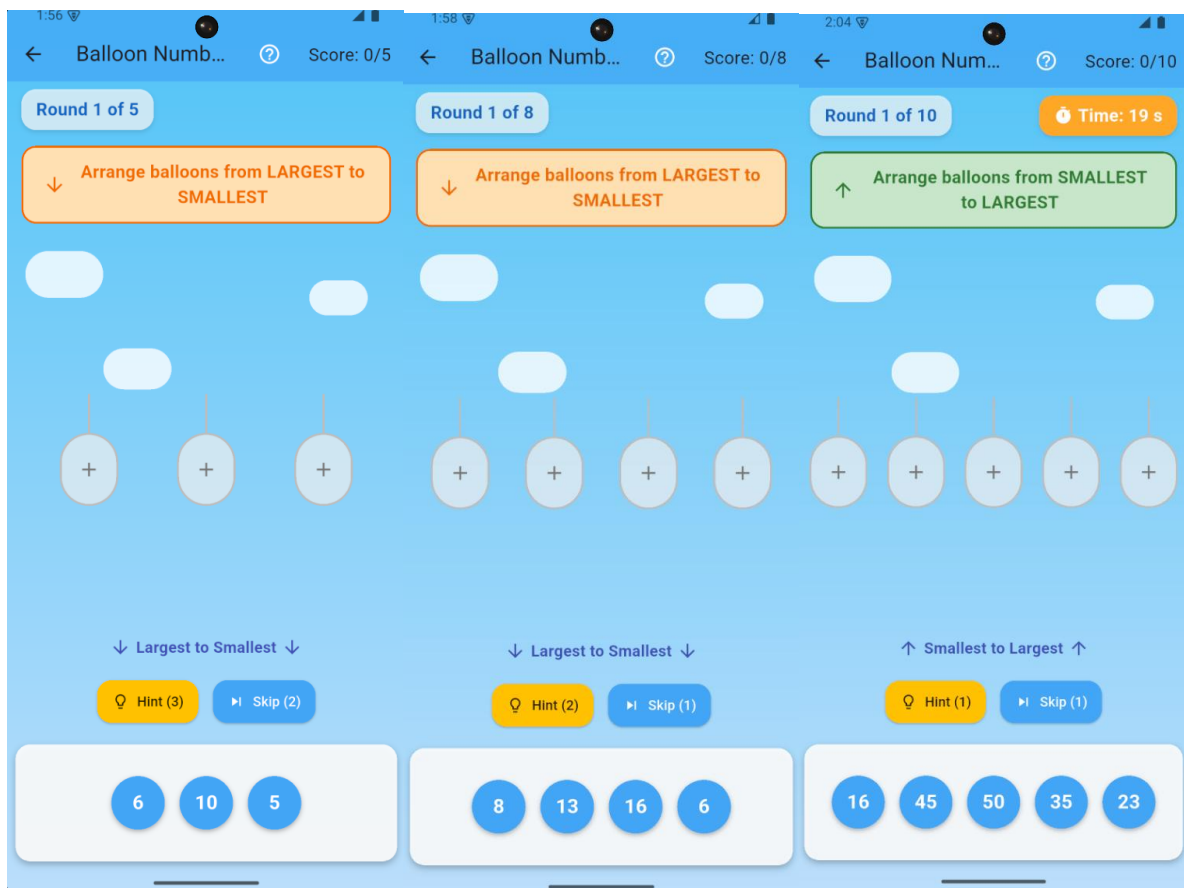 1:56
← Balloon Numb... Score: 0/5
Round 1 of 5
↓ Arrange balloons from LARGEST to
SMALLEST
+ + +
↓ Largest to Smallest ↓
Hint (3) Skip (2)
6 10 5
1:58
← Balloon Numb... Score: 0/8
Round 1 of 8
↓ Arrange balloons from LARGEST to
SMALLEST
+ + + +
↓ Largest to Smallest ↓
Hint (2) Skip (1)
8 13 16 6
2:04
← Balloon Num... Score: 0/10
Round 1 of 10 Time: 19 s
↑ Arrange balloons from SMALLEST
to LARGEST
+ + + + +
↑ Smallest to Largest ↑
Hint (1) Skip (1)
16 45 50 35 23